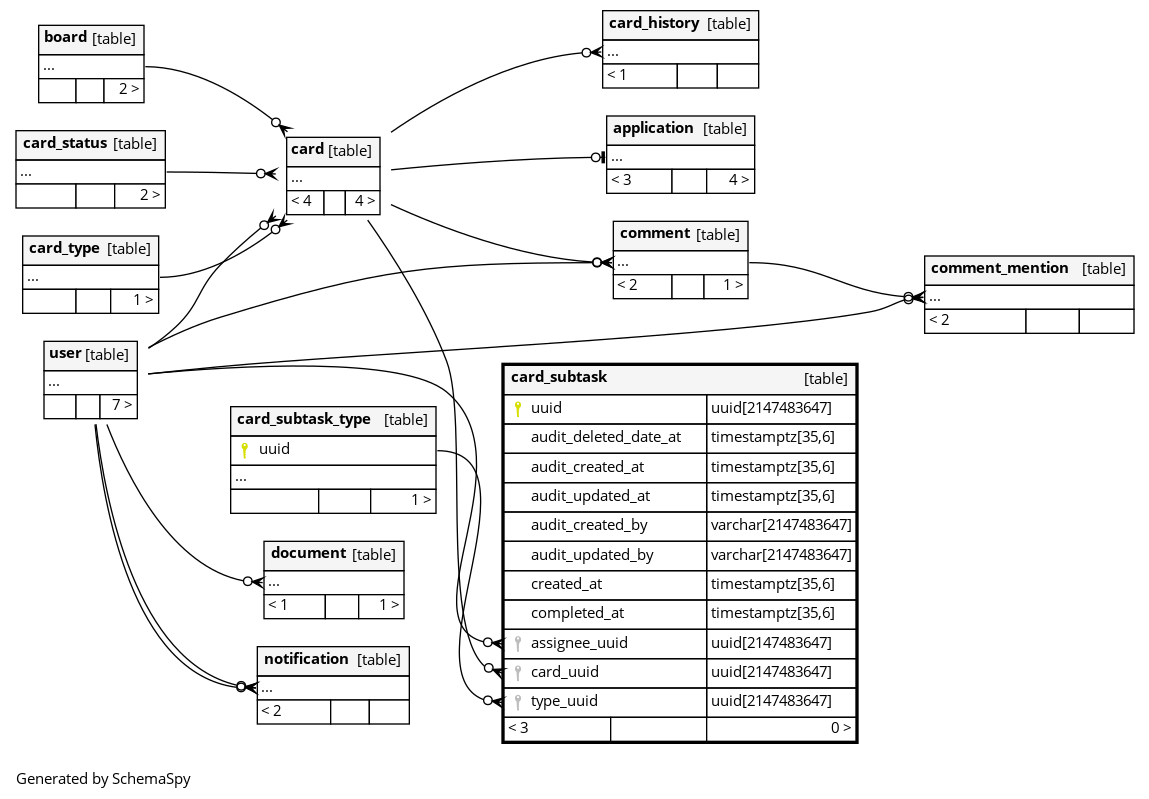 board [table]
...
2 >
card_status [table]
...
2 >
card_type [table]
...
1 >
user [table]
...
7 >
card [table]
...
< 4 4 >
card_history [table]
...
< 1
application [table]
...
< 3 4 >
comment [table]
...
< 2 1 >
comment_mention [table]
...
< 2
card_subtask_type [table]
uuid
...
1 >
document [table]
...
< 1 1 >
notification [table]
...
< 2
card_subtask [table]
uuid uuid[2147483647]
audit_deleted_date_at timestamptz[35,6]
audit_created_at timestamptz[35,6]
audit_updated_at timestamptz[35,6]
audit_created_by varchar[2147483647]
audit_updated_by varchar[2147483647]
created_at timestamptz[35,6]
completed_at timestamptz[35,6]
assignee_uuid uuid[2147483647]
card_uuid uuid[2147483647]
type_uuid uuid[2147483647]
< 3 0 >
Generated by SchemaSpy